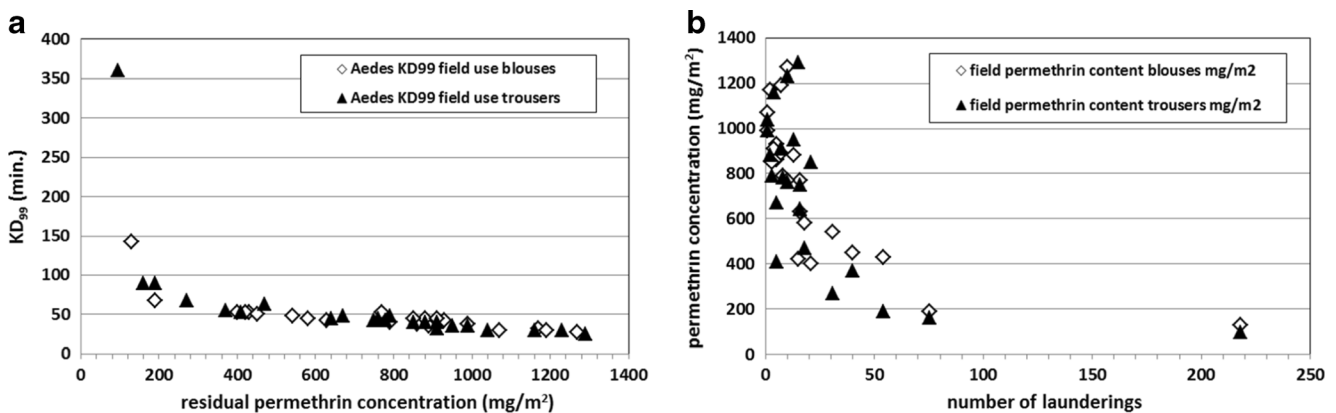 a
400
350
300
250
200
150
100
50
0
KD99 (min.)
Aedes KD99 field use blouses
Aedes KD99 field use trousers
0 200 400 600 800 1000 1200 1400
residual permethrin concentration (mg/m²)
b
1400
1200
1000
800
600
400
200
0
permethrin concentration (mg/m²)
field permethrin content blouses mg/m2
field permethrin content trousers mg/m2
0 50 100 150 200 250
number of launderings